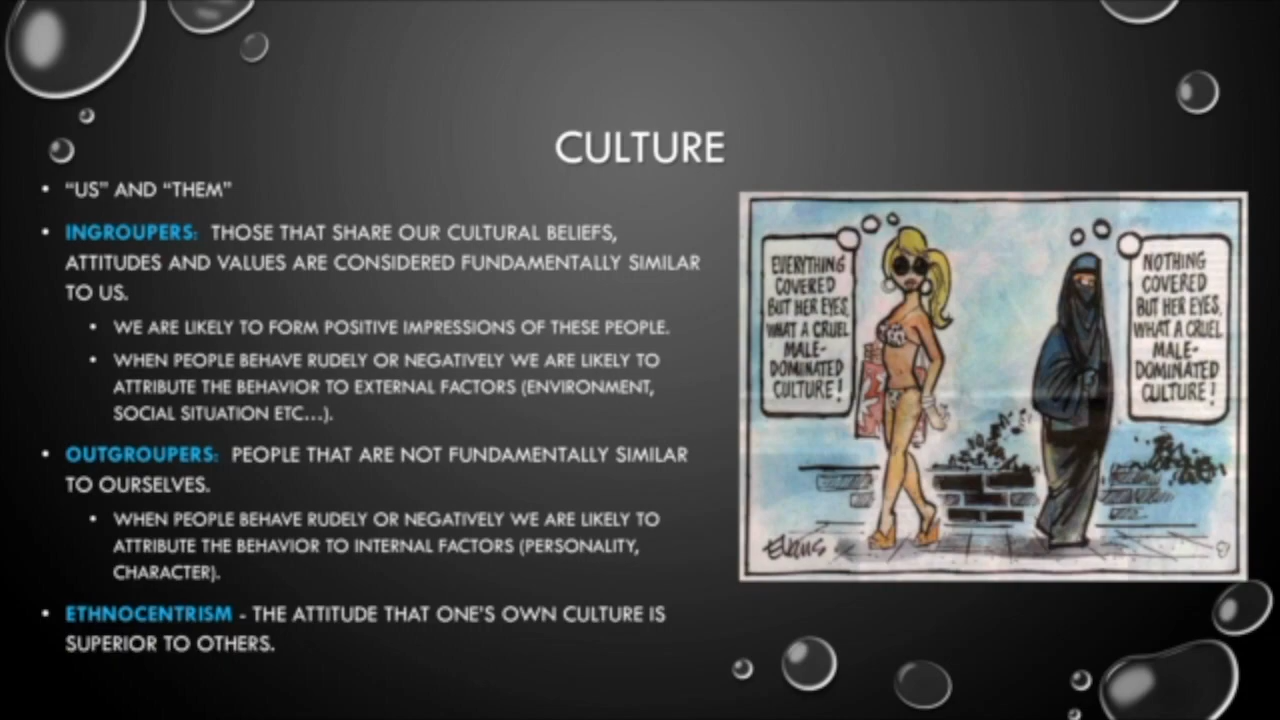 CULTURE
• "US" AND "THEM"
• INGROUPERS: THOSE THAT SHARE OUR CULTURAL BELIEFS,
ATTITUDES AND VALUES ARE CONSIDERED FUNDAMENTALLY SIMILAR
TO US.
• WE ARE LIKELY TO FORM POSITIVE IMPRESSIONS OF THESE PEOPLE.
• WHEN PEOPLE BEHAVE RUDELY OR NEGATIVELY WE ARE LIKELY TO
ATTRIBUTE THE BEHAVIOR TO EXTERNAL FACTORS (ENVIRONMENT,
SOCIAL SITUATION ETC...).
• OUTGROUPERS: PEOPLE THAT ARE NOT FUNDAMENTALLY SIMILAR
TO OURSELVES.
• WHEN PEOPLE BEHAVE RUDELY OR NEGATIVELY WE ARE LIKELY TO
ATTRIBUTE THE BEHAVIOR TO INTERNAL FACTORS (PERSONALITY,
CHARACTER).
• ETHNOCENTRISM - THE ATTITUDE THAT ONE'S OWN CULTURE IS
SUPERIOR TO OTHERS.
EVERYTHING
COVERED
BUT HER EYES,
WHAT A CRUEL
MALE-
DOMINATED
CULTURE!
NOTHING
COVERED
BUT HER EYES,
WHAT A CRUEL
MALE-
DOMINATED
CULTURE!
Evans